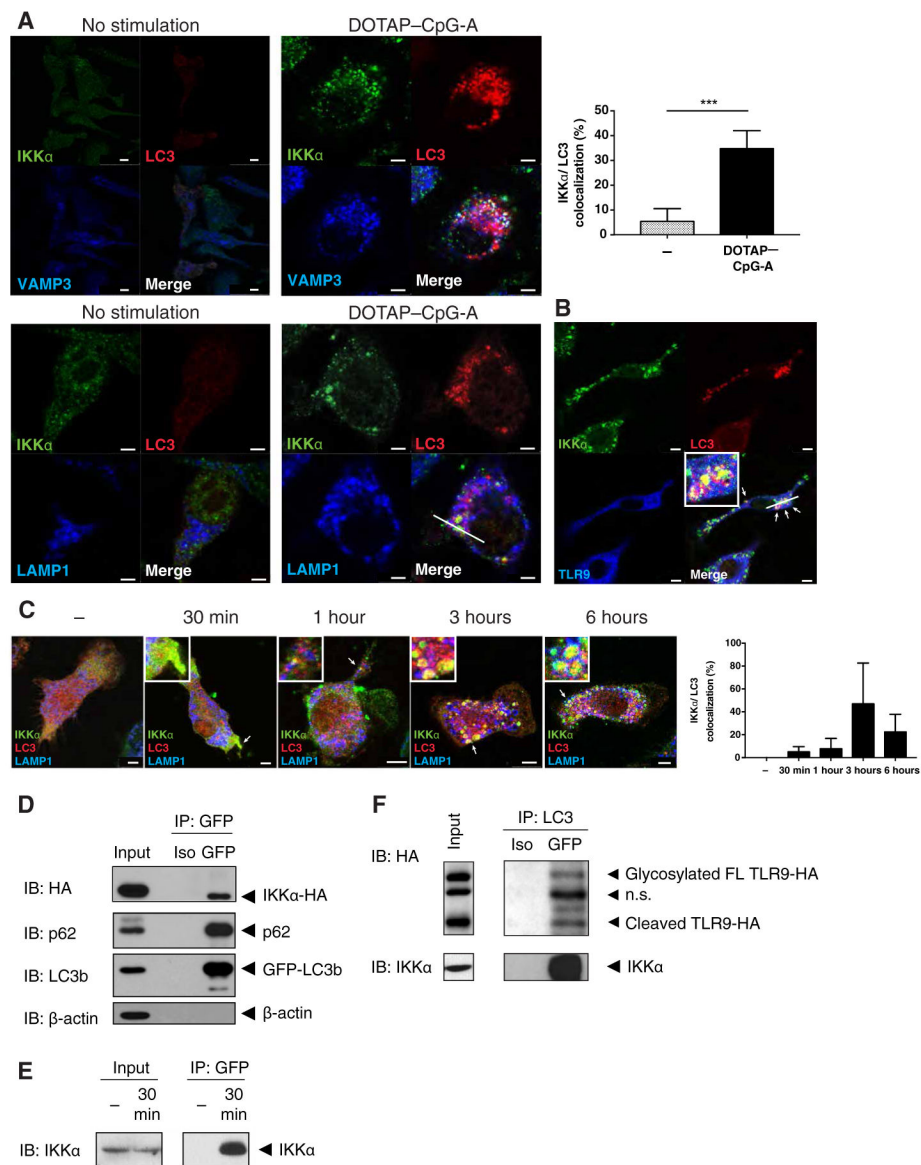 A
No stimulation
DOTAP–CpG-A
IKKα
LC3
IKKα
LC3
VAMP3
Merge
VAMP3
Merge
***
IKKα/ LC3
colocalization (%)
50
40
30
20
10
0
–
DOTAP—
CpG-A
No stimulation
DOTAP–CpG-A
IKKα
LC3
IKKα
LC3
LAMP1
Merge
LAMP1
Merge
B
IKKα
LC3
TLR9
Merge
C
–
30 min
1 hour
3 hours
6 hours
IKKα
LC3
LAMP1
IKKα
LC3
LAMP1
IKKα
LC3
LAMP1
IKKα
LC3
LAMP1
IKKα
LC3
LAMP1
IKKα/ LC3
colocalization (%)
100
80
60
40
20
0
– 30 min 1 hour 3 hours 6 hours
D
IP: GFP
Input Iso GFP
IB: HA
IKKα-HA
IB: p62
p62
IB: LC3b
GFP-LC3b
IB: β-actin
β-actin
E
Input
IP: GFP
– 30 min
– 30 min
IB: IKKα
IKKα
F
Input
IP: LC3
Iso GFP
IB: HA
Glycosylated FL TLR9-HA
n.s.
Cleaved TLR9-HA
IB: IKKα
IKKα